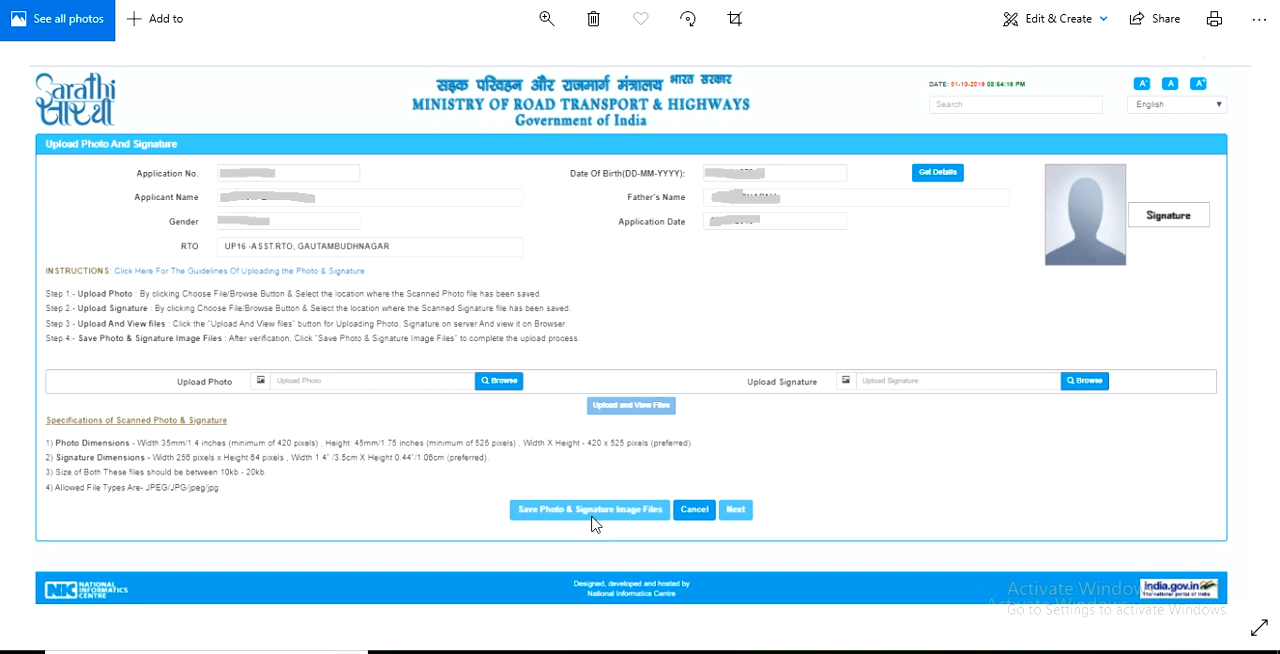 See all photos
Add to
Edit & Create
Share
Sarathi
सारथी
सड़क परिवहन और राजमार्ग मंत्रालय भारत सरकार
MINISTRY OF ROAD TRANSPORT & HIGHWAYS
Government of India
DATE: 01-10-2019 02:54:16 PM
Search
A A A
English
Upload Photo And Signature
Application No.
Date Of Birth(DD-MM-YYYY):
Get Details
Applicant Name
Father's Name
Gender
Application Date
Signature
RTO UP16 -ASST.RTO, GAUTAMBUDHNAGAR
INSTRUCTIONS: Click Here For The Guidelines Of Uploading the Photo & Signature
Step 1:- Upload Photo : By clicking Choose File/Browse Button & Select the location where the Scanned Photo file has been saved.
Step 2:- Upload Signature : By clicking Choose File/Browse Button & Select the location where the Scanned Signature file has been saved.
Step 3:- Upload And View files : Click the "Upload And View files" button for Uploading Photo, Signature on server And view it on Browser.
Step 4:- Save Photo & Signature Image Files : After verification, Click "Save Photo & Signature Image Files" to complete the upload process.
Upload Photo Upload Photo Browse Upload Signature Upload Signature Browse
Upload and View Files
Specifications of Scanned Photo & Signature
1) Photo Dimensions - Width 35mm/1.4 inches (minimum of 420 pixels) , Height: 45mm/1.75 inches (minimum of 525 pixels) , Width X Height - 420 x 525 pixels (preferred)
2) Signature Dimensions - Width 256 pixels x Height 64 pixels , Width 1.4" /3.5cm X Height 0.44"/1.08cm (preferred).
3) Size of Both These files should be between 10kb - 20kb
4) Allowed File Types Are- JPEG/JPG/jpeg/jpg
Save Photo & Signature Image Files Cancel Next
NIC NATIONAL INFORMATICS CENTRE
Designed, developed and hosted by
National Informatics Centre
india.gov.in
The national portal of India
Activate Window
Go to Settings to activate Windows.